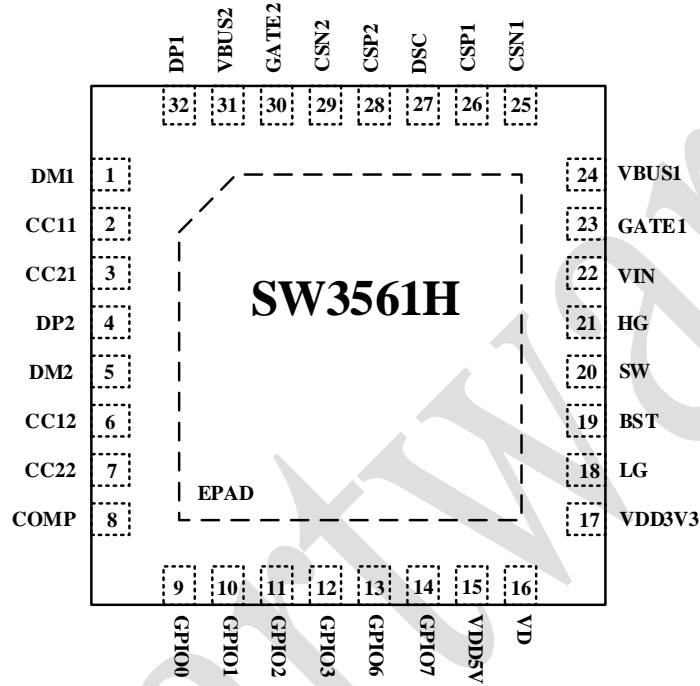 DP1
VBUS2
GATE2
CSN2
CSP2
DSC
CSP1
CSN1
32
31
30
29
28
27
26
25
DM1 1
CC11 2
CC21 3
DP2 4
DM2 5
CC12 6
CC22 7
COMP 8
24 VBUS1
23 GATE1
22 VIN
21 HG
20 SW
19 BST
18 LG
17 VDD3V3
SW3561H
EPAD
9
10
11
12
13
14
15
16
GPIO0
GPIO1
GPIO2
GPIO3
GPIO6
GPIO7
VDD5V
VD